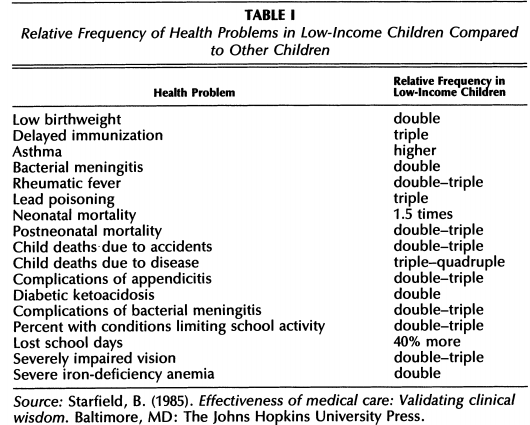 TABLE I
Relative Frequency of Health Problems in Low-Income Children Compared
to Other Children
Health Problem
Relative Frequency in
Low-Income Children
Low birthweight double
Delayed immunization triple
Asthma higher
Bacterial meningitis double
Rheumatic fever double–triple
Lead poisoning triple
Neonatal mortality 1.5 times
Postneonatal mortality double–triple
Child deaths due to accidents double–triple
Child deaths due to disease triple–quadruple
Complications of appendicitis double–triple
Diabetic ketoacidosis double
Complications of bacterial meningitis double–triple
Percent with conditions limiting school activity double–triple
Lost school days 40% more
Severely impaired vision double–triple
Severe iron-deficiency anemia double
Source: Starfield, B. (1985). Effectiveness of medical care: Validating clinical
wisdom. Baltimore, MD: The Johns Hopkins University Press.